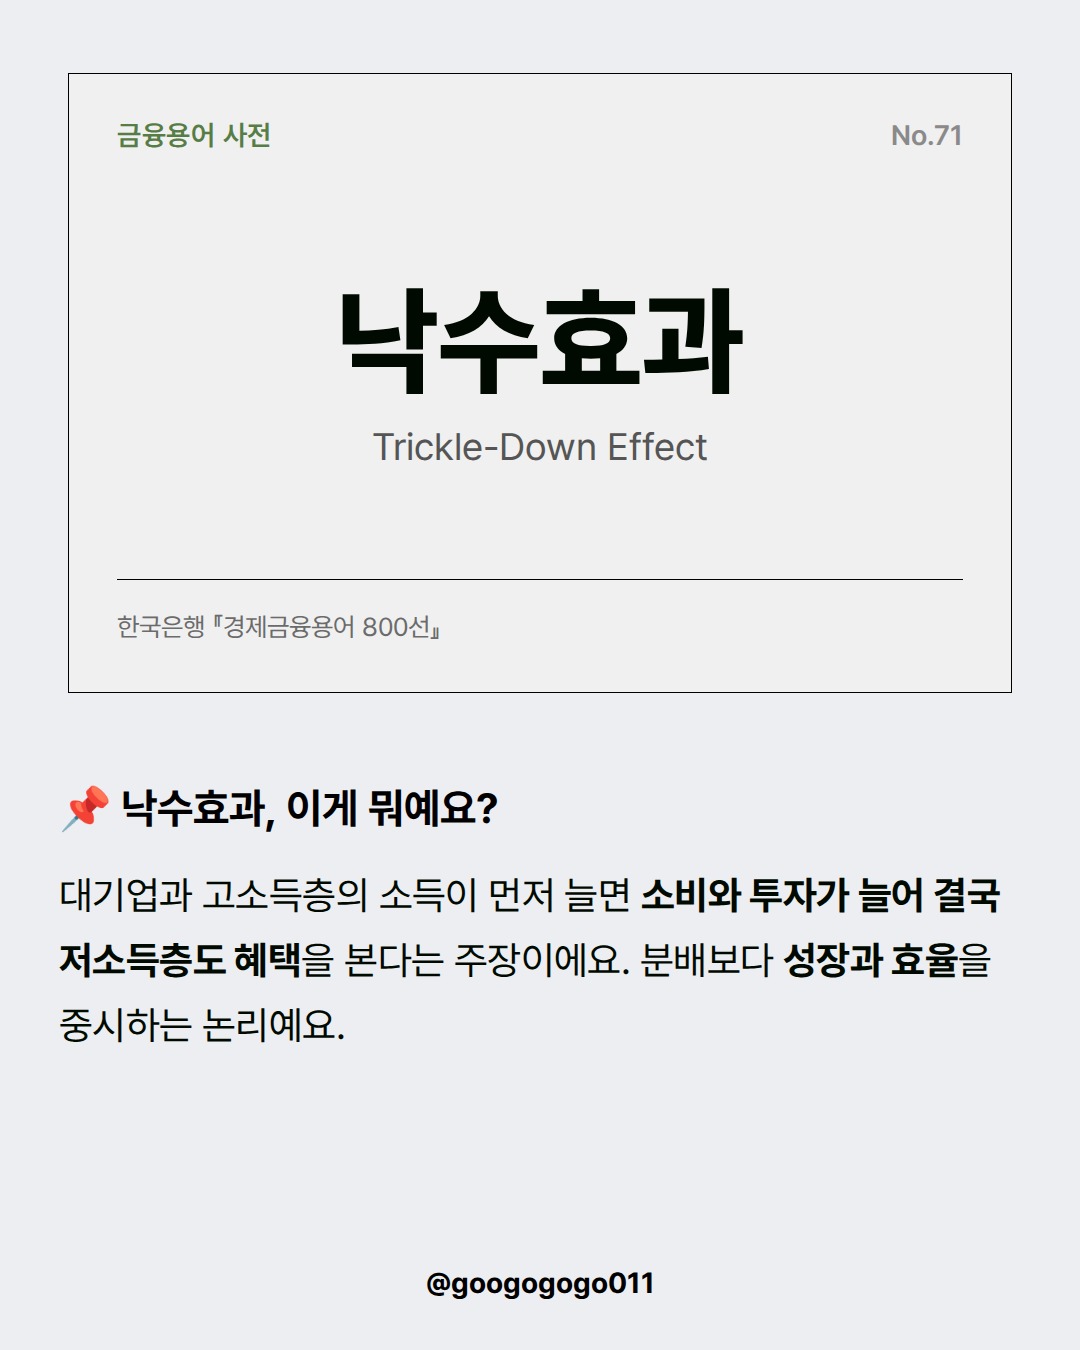 금융용어 사전
No.71
낙수효과
Trickle-Down Effect
한국은행 『경제금융용어 800선』
📌 낙수효과, 이게 뭐예요?
대기업과 고소득층의 소득이 먼저 늘면 소비와 투자가 늘어 결국
저소득층도 혜택을 본다는 주장이에요. 분배보다 성장과 효율을
중시하는 논리예요.
@googogogo011